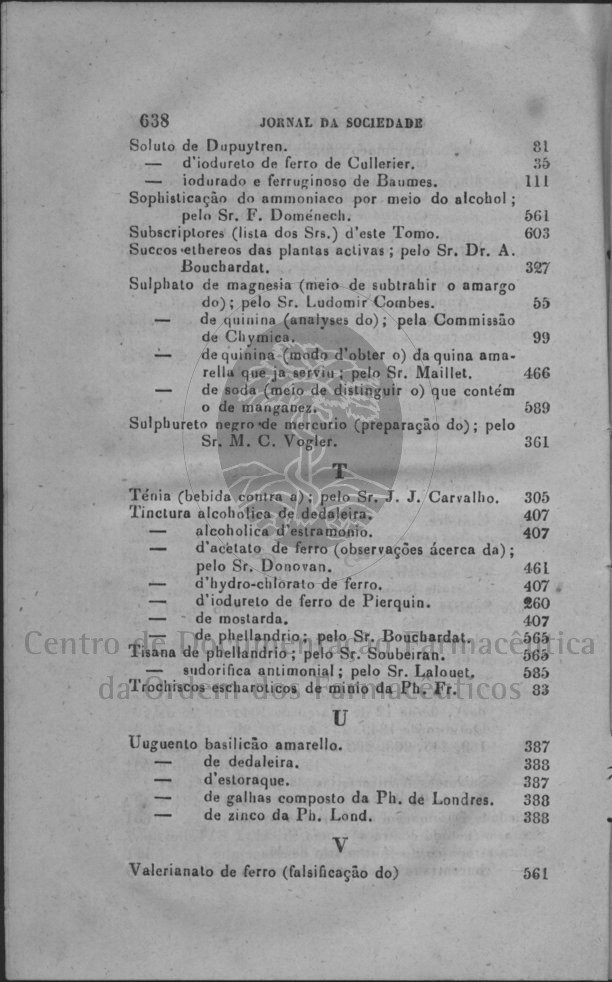 638 JORNAL DA SOCIEDADE
Soluto de Dupuytren. 81
— d'iodureto de ferro de Cullerier. 35
— iodurado e ferruginoso de Baumes. 111
Sophisticação do ammoniaco por meio do alcohol;
pelo Sr. F. Doménech. 561
Subscriptores (lista dos Srs.) d'este Tomo. 603
Succos ethereos das plantas activas; pelo Sr. Dr. A.
Bouchardat. 327
Sulphato de magnesia (meio de subtrahir o amargo
do); pelo Sr. Ludomir Combes. 55
— de quinina (analyses do); pela Commissão
de Chymica. 99
— de quinina (modo d'obter o) da quina ama-
rella que ja serviu; pelo Sr. Maillet. 466
— de soda (meio de distinguir o) que contém
o de manganez. 589
Sulphureto negro de mercurio (preparação do); pelo
Sr. M. C. Vogler. 361
T
Ténia (bebida contra a); pelo Sr. J. J. Carvalho. 305
Tinctura alcoholica de dedaleira. 407
— alcoholica d'estramonio. 407
— d'acetato de ferro (observações ácerca da);
pelo Sr. Donovan. 461
— d'hydro-chlorato de ferro. 407
— d'iodureto de ferro de Pierquin. 260
— de mostarda. 407
— de phellandrio; pelo Sr. Bouchardat. 565
Centro de Documentação Farmacêutica
Tisana de phellandrio; pelo Sr. Soubeiran. 565
— sudorifica antimonial; pelo Sr. Lalouet. 585
Trochiscos escharoticos de minio da Ph. Fr. 83
da Ordem dos Farmacêuticos
U
Uuguento basilicão amarello. 387
— de dedaleira. 388
— d'estoraque. 387
— de galhas composto da Ph. de Londres. 388
— de zinco da Ph. Lond. 388
V
Valerianato de ferro (falsificação do) 561